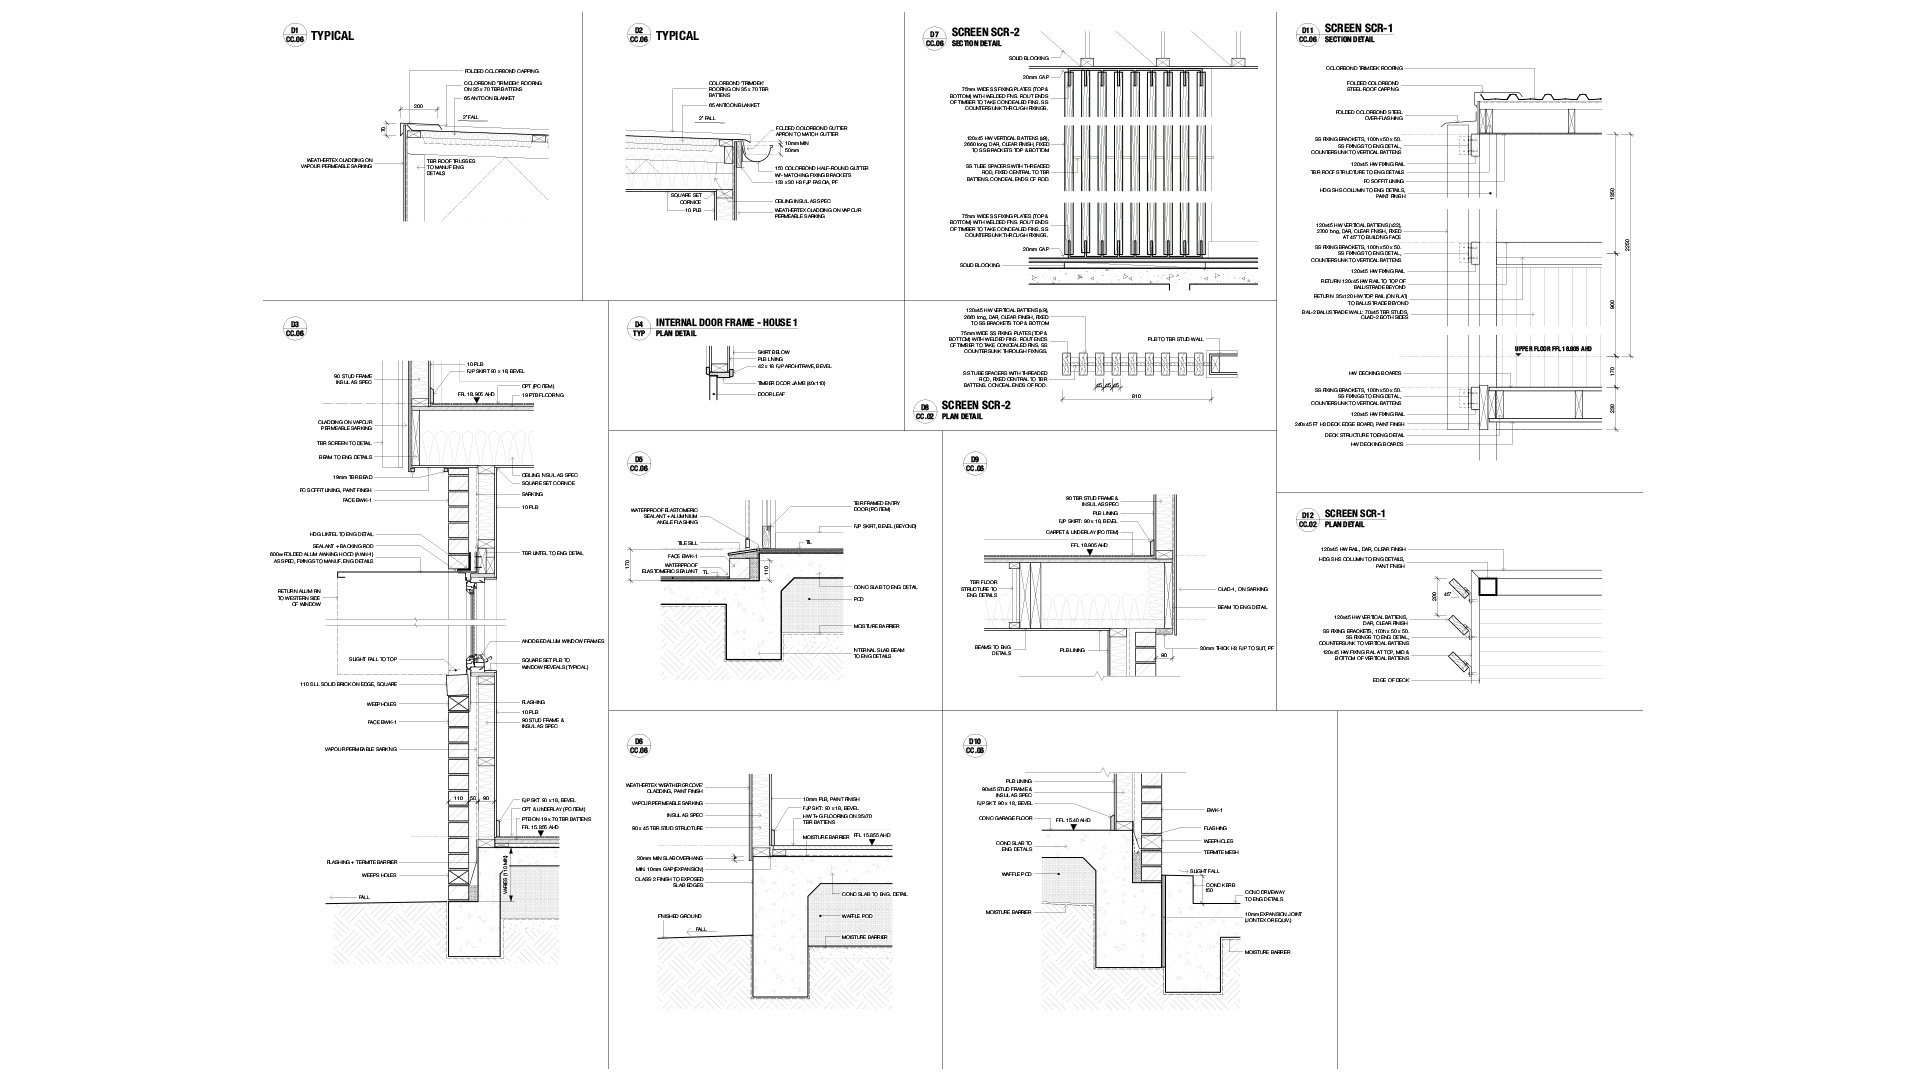 D1
CC.06
TYPICAL
FOLDED COLORBOND CAPPING
COLORBOND 'TRIMDEK' ROOFING
ON 35 x 70 TBR BATTENS
65 ANTICON BLANKET
200
2° FALL
70
WEATHERTEX CLADDING ON
VAPOUR PERMEABLE SARKING
TBR ROOF TRUSSES
TO MANUF. ENG
DETAILS
D2
CC.06
TYPICAL
COLORBOND 'TRIMDEK'
ROOFING ON 35 x 70 TBR
BATTENS
65 ANTICON BLANKET
2° FALL
FOLDED COLORBOND GUTTER
APRON TO MATCH GUTTER
10mm MIN
50mm
150 COLORBOND HALF-ROUND GUTTER
W/- MATCHING FIXING BRACKETS
138 x 30 H3 F/JP FASCIA, PF
SQUARE SET
CORNICE
10 PLB
CEILING INSUL AS SPEC
WEATHERTEX CLADDING ON VAPOUR
PERMEABLE SARKING
D7
CC.06
SCREEN SCR-2
SECTION DETAIL
SOLID BLOCKING
20mm GAP
75mm WIDE SS FIXING PLATES (TOP &
BOTTOM) WITH WELDED FINS. ROUT ENDS
OF TIMBER TO TAKE CONCEALED FINS. SS
COUNTERSUNK THROUGH FIXINGS.
120x45 HW VERTICAL BATTENS (x9),
2660 long, DAR, CLEAR FINISH, FIXED
TO SS BRACKETS TOP & BOTTOM
SS TUBE SPACERS WITH THREADED
ROD, FIXED CENTRAL TO TBR
BATTENS. CONCEAL ENDS OF ROD.
75mm WIDE SS FIXING PLATES (TOP &
BOTTOM) WITH WELDED FINS. ROUT ENDS
OF TIMBER TO TAKE CONCEALED FINS. SS
COUNTERSUNK THROUGH FIXINGS.
20mm GAP
SOLID BLOCKING
D11
CC.06
SCREEN SCR-1
SECTION DETAIL
COLORBOND TRIMDEK ROOFING
FOLDED COLORBOND
STEEL ROOF CAPPING
FOLDED COLORBOND STEEL
OVER-FLASHING
SS FIXING BRACKETS, 100h x 50 x 50.
SS FIXINGS TO ENG DETAIL,
COUNTERSUNK TO VERTICAL BATTENS
120x45 HW FIXING RAIL
TBR ROOF STRUCTURE TO ENG DETAILS
FC SOFFIT LINING
HDG SHS COLUMN TO ENG DETAILS,
PAINT FINISH
120x45 HW VERTICAL BATTENS (x22),
2700 long, DAR, CLEAR FINISH, FIXED
AT 45° TO BUILDING FACE
SS FIXING BRACKETS, 100h x 50 x 50.
SS FIXINGS TO ENG DETAIL,
COUNTERSUNK TO VERTICAL BATTENS
120x45 HW FIXING RAIL
RETURN 120x45 HW RAIL TO TOP OF
BALUSTRADE BEYOND
RETURN 35x120 HW TOP RAIL (ON FLAT)
TO BALUSTRADE BEYOND
BAL-2 BALUSTRADE WALL: 70x45 TBR STUDS,
CLAD-2 BOTH SIDES
UPPER FLOOR FFL 18.905 AHD
HW DECKING BOARDS
SS FIXING BRACKETS, 100h x 50 x 50.
SS FIXINGS TO ENG DETAIL,
COUNTERSUNK TO VERTICAL BATTENS
120x45 HW FIXING RAIL
240x45 F7 H3 DECK EDGE BOARD, PAINT FINISH
DECK STRUCTURE TO ENG DETAIL
HW DECKING BOARDS
1350
2250
900
170
230
D3
CC.06
10 PLB
F/JP SKIRT 90 x 18, BEVEL
90 STUD FRAME
INSUL AS SPEC
CPT (PC ITEM)
FFL 18.905 AHD
19 PTB FLOORING
CLADDING ON VAPOUR
PERMEABLE SARKING
TBR SCREEN TO DETAIL
BEAM TO ENG DETAILS
19mm TBR BEAD
FC SOFFIT LINING, PAINT FINISH
FACE BWK-1
CEILING INSUL AS SPEC
SQUARE SET CORNICE
SARKING
10 PLB
HDG LINTEL TO ENG DETAIL
SEALANT + BACKING ROD
600w FOLDED ALUM AWNING HOOD (AWN-1)
AS SPEC, FIXINGS TO MANUF. ENG DETAILS
TBR LINTEL TO ENG DETAIL
RETURN ALUM FIN
TO WESTERN SIDE
OF WINDOW
ANODISED ALUM WINDOW FRAMES
SLIGHT FALL TO TOP
SQUARE SET PLB TO
WINDOW REVEALS (TYPICAL)
110 SILL SOLID BRICK ON EDGE, SQUARE
WEEPHOLES
FACE BWK-1
FLASHING
10 PLB
90 STUD FRAME &
INSUL AS SPEC
VAPOUR PERMEABLE SARKING
110
50
90
F/JP SKT 90 x 18, BEVEL
CPT & UNDERLAY (PC ITEM)
PTB ON 19 x 70 TBR BATTENS
FFL 15.855 AHD
FLASHING + TERMITE BARRIER
WEEPS HOLES
VARIES (110 MIN)
FALL
D4
TYP
INTERNAL DOOR FRAME - HOUSE 1
PLAN DETAIL
SKIRT BELOW
PLB LINING
42 x 18 F/JP ARCHITRAVE, BEVEL
TIMBER DOOR JAMB (40x110)
DOOR LEAF
120x45 HW VERTICAL BATTENS (x9),
2660 long, DAR, CLEAR FINISH, FIXED
TO SS BRACKETS TOP & BOTTOM
75mm WIDE SS FIXING PLATES (TOP &
BOTTOM) WITH WELDED FINS. ROUT ENDS
OF TIMBER TO TAKE CONCEALED FINS. SS
COUNTERSUNK THROUGH FIXINGS.
SS TUBE SPACERS WITH THREADED
ROD, FIXED CENTRAL TO TBR
BATTENS. CONCEAL ENDS OF ROD.
PLB TO TBR STUD WALL
45 45 45
810
D8
CC.02
SCREEN SCR-2
PLAN DETAIL
D5
CC.06
WATERPROOF ELASTOMERIC
SEALANT + ALUMINIUM
ANGLE FLASHING
TBR FRAMED ENTRY
DOOR (PC ITEM)
F/JP SKIRT, BEVEL (BEYOND)
TILE SILL
TIL
FACE BWK-1
WATERPROOF
ELASTOMERIC SEALANT
TIL
170
110
CONC SLAB TO ENG DETAIL
POD
MOISTURE BARRIER
INTERNAL SLAB BEAM
TO ENG DETAILS
D9
CC.05
90 TBR STUD FRAME &
INSUL AS SPEC
PLB LINING
F/JP SKIRT: 90 x 18, BEVEL
CARPET & UNDERLAY (PC ITEM)
FFL 18.905 AHD
TBR FLOOR
STRUCTURE TO
ENG DETAILS
CLAD-1, ON SARKING
BEAM TO ENG DETAIL
BEAMS TO ENG
DETAILS
PLB LINING
90
30mm THICK H3 F/JP TO SUIT, PF
D12
CC.02
SCREEN SCR-1
PLAN DETAIL
120x45 HW RAIL, DAR, CLEAR FINISH
HDG SHS COLUMN TO ENG DETAILS,
PAINT FINISH
200
45°
120x45 HW VERTICAL BATTENS,
DAR, CLEAR FINISH
SS FIXING BRACKETS, 100h x 50 x 50.
SS FIXINGS TO ENG DETAIL,
COUNTERSUNK TO VERTICAL BATTENS
120x45 HW FIXING RAIL AT TOP, MID &
BOTTOM OF VERTICAL BATTENS
EDGE OF DECK
D6
CC.06
WEATHERTEX 'WEATHERGROOVE'
CLADDING, PAINT FINISH
VAPOUR PERMEABLE SARKING
INSUL AS SPEC
90 x 45 TBR STUD STRUCTURE
10mm PLB, PAINT FINISH
F/JP SKT: 90 x 18, BEVEL
HW T+G FLOORING ON 35x70
TBR BATTENS
MOISTURE BARRIER
FFL 15.855 AHD
30mm MIN SLAB OVERHANG
MIN. 10mm GAP (EXPANSION)
CLASS 2 FINISH TO EXPOSED
SLAB EDGES
CONC SLAB TO ENG. DETAIL
FINISHED GROUND
WAFFLE POD
FALL
MOISTURE BARRIER
D10
CC.05
PLB LINING
90x45 STUD FRAME &
INSUL AS SPEC
F/JP SKT: 90 x 18, BEVEL
CONC GARAGE FLOOR
FFL 15.40 AHD
BWK-1
FLASHING
WEEPHOLES
TERMITE MESH
CONC SLAB TO
ENG DETAILS
WAFFLE POD
SLIGHT FALL
CONC KERB
150
CONC DRIVEWAY
TO ENG DETAILS
MOISTURE BARRIER
10mm EXPANSION JOINT
(JOINTEX OR EQUIV.)
MOISTURE BARRIER